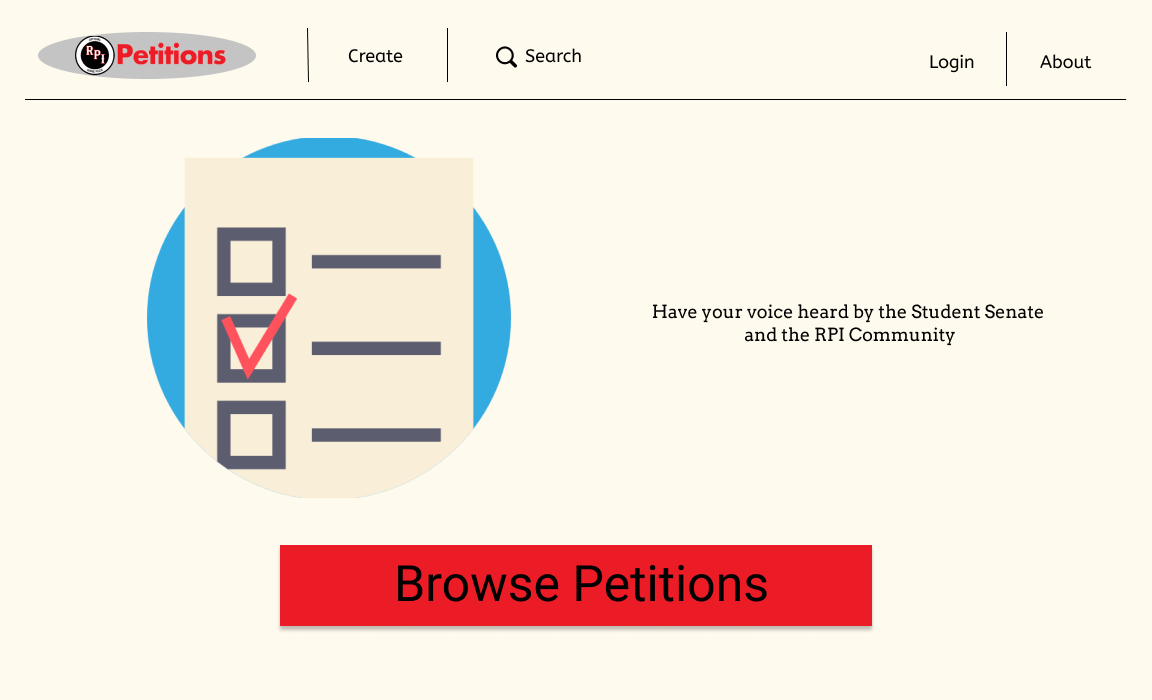 RPI Petitions
Create
Search
Login
About
Have your voice heard by the Student Senate
and the RPI Community
Browse Petitions